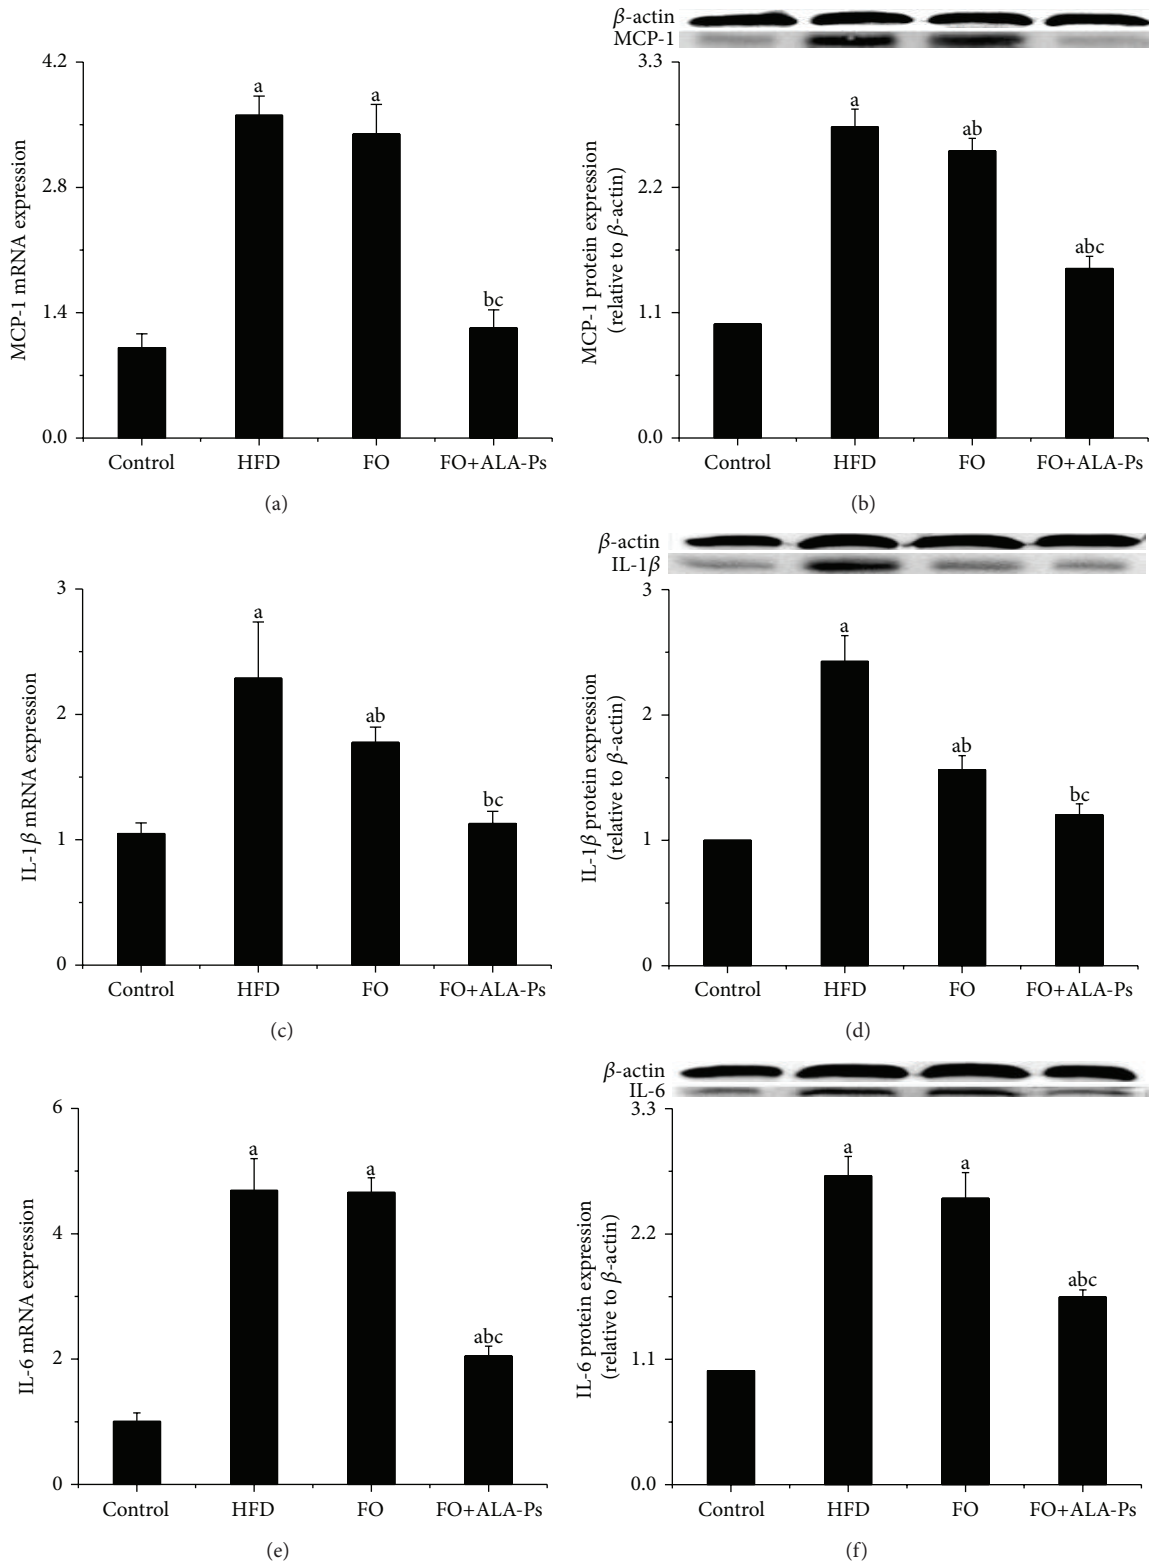 β-actin
MCP-1
4.2
2.8
1.4
0.0
MCP-1 mRNA expression
a
a
bc
Control HFD FO FO+ALA-Ps
(a)
3.3
2.2
1.1
0.0
MCP-1 protein expression
(relative to β-actin)
a
ab
abc
Control HFD FO FO+ALA-Ps
(b)
3
2
1
0
IL-1β mRNA expression
a
ab
bc
Control HFD FO FO+ALA-Ps
(c)
β-actin
IL-1β
3
2
1
0
IL-1β protein expression
(relative to β-actin)
a
ab
bc
Control HFD FO FO+ALA-Ps
(d)
6
4
2
0
IL-6 mRNA expression
a
a
abc
Control HFD FO FO+ALA-Ps
(e)
β-actin
IL-6
3.3
2.2
1.1
0.0
IL-6 protein expression
(relative to β-actin)
a
a
abc
Control HFD FO FO+ALA-Ps
(f)